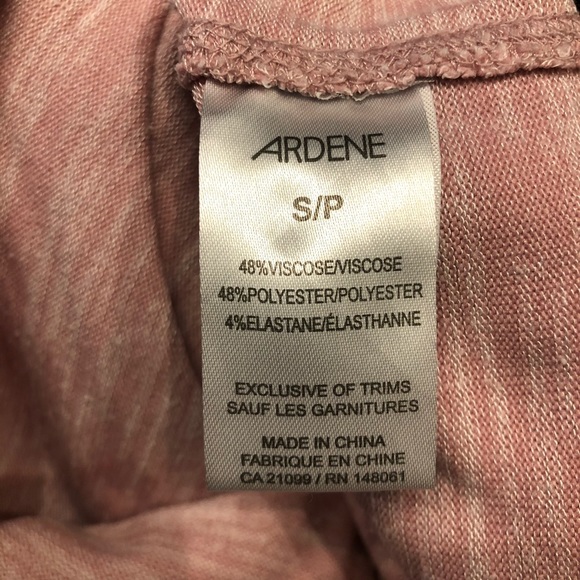 ARDENE
S/P
48%VISCOSE/VISCOSE
48%POLYESTER/POLYESTER
4%ELASTANE/ÉLASTHANNE
EXCLUSIVE OF TRIMS
SAUF LES GARNITURES
MADE IN CHINA
FABRIQUE EN CHINE
CA 21099 / RN 148061